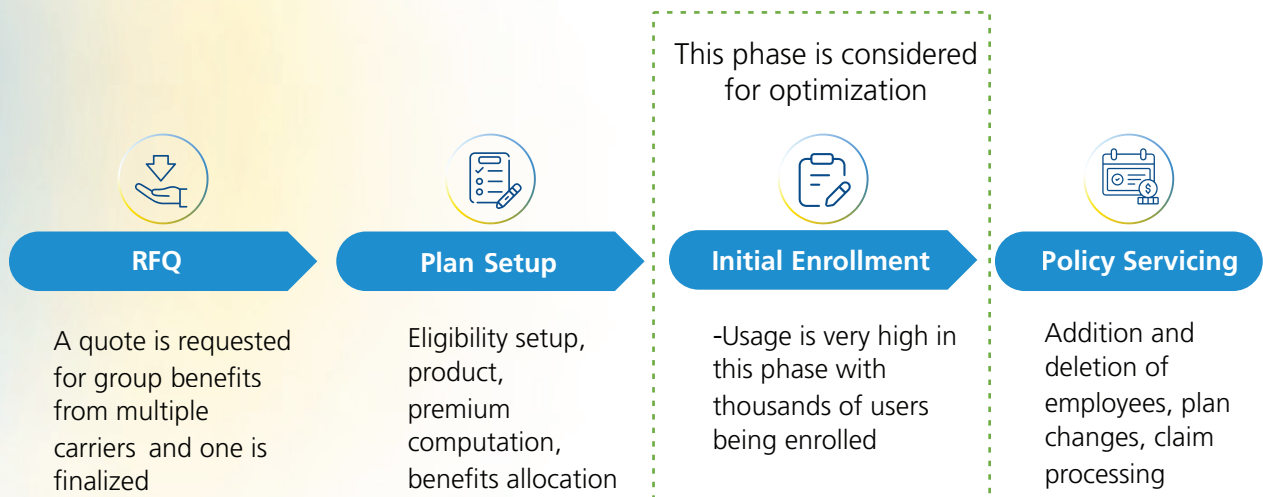 This phase is considered
for optimization
RFQ
Plan Setup
Initial Enrollment
Policy Servicing
A quote is requested
for group benefits
from multiple
carriers and one is
finalized
Eligibility setup,
product,
premium
computation,
benefits allocation
-Usage is very high in
this phase with
thousands of users
being enrolled
Addition and
deletion of
employees, plan
changes, claim
processing